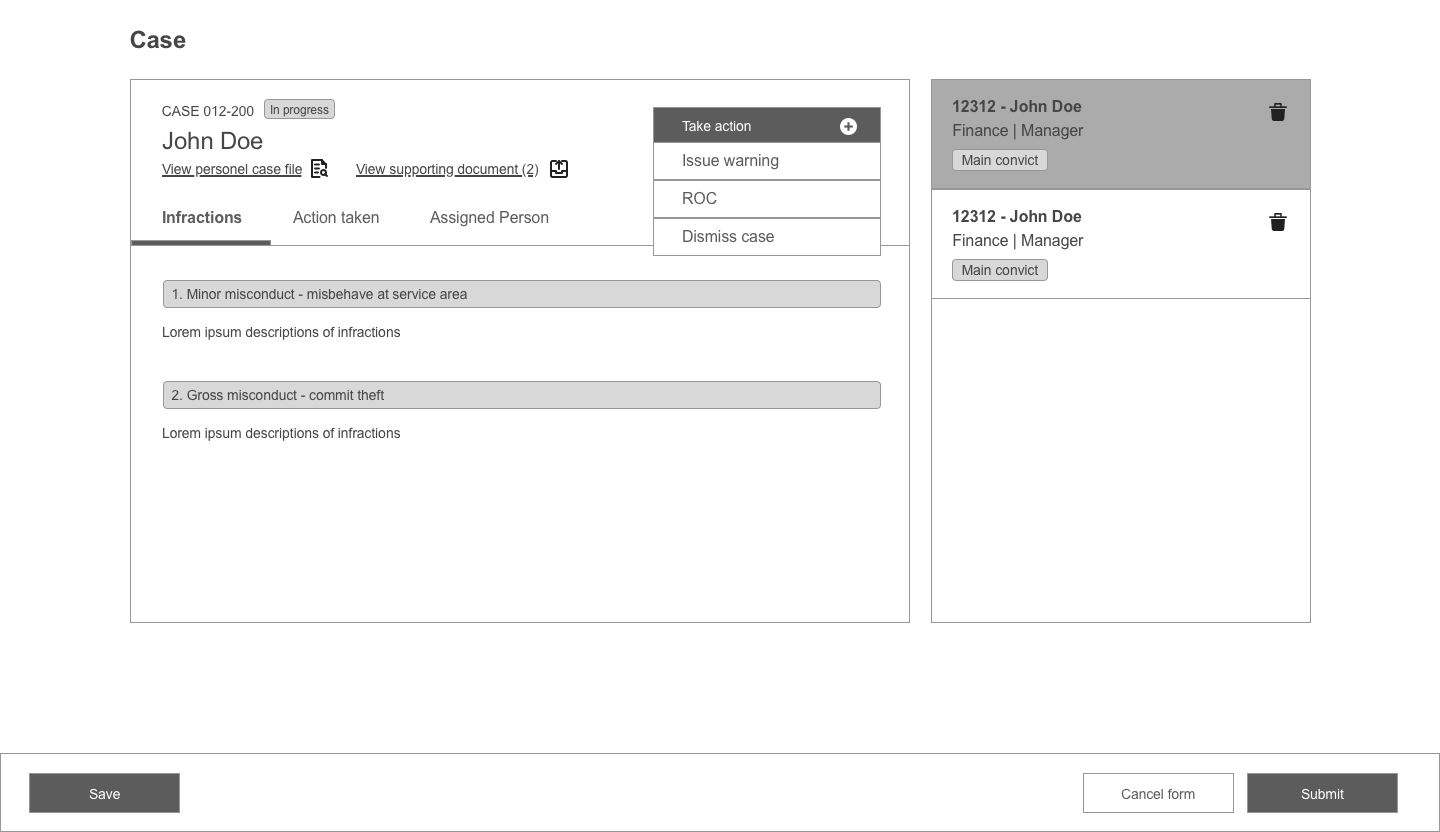 Case
CASE 012-200 In progress
John Doe
View personel case file View supporting document (2)
Infractions Action taken Assigned Person
Take action
Issue warning
ROC
Dismiss case
1. Minor misconduct - misbehave at service area
Lorem ipsum descriptions of infractions
2. Gross misconduct - commit theft
Lorem ipsum descriptions of infractions
12312 - John Doe
Finance | Manager
Main convict
12312 - John Doe
Finance | Manager
Main convict
Save Cancel form Submit